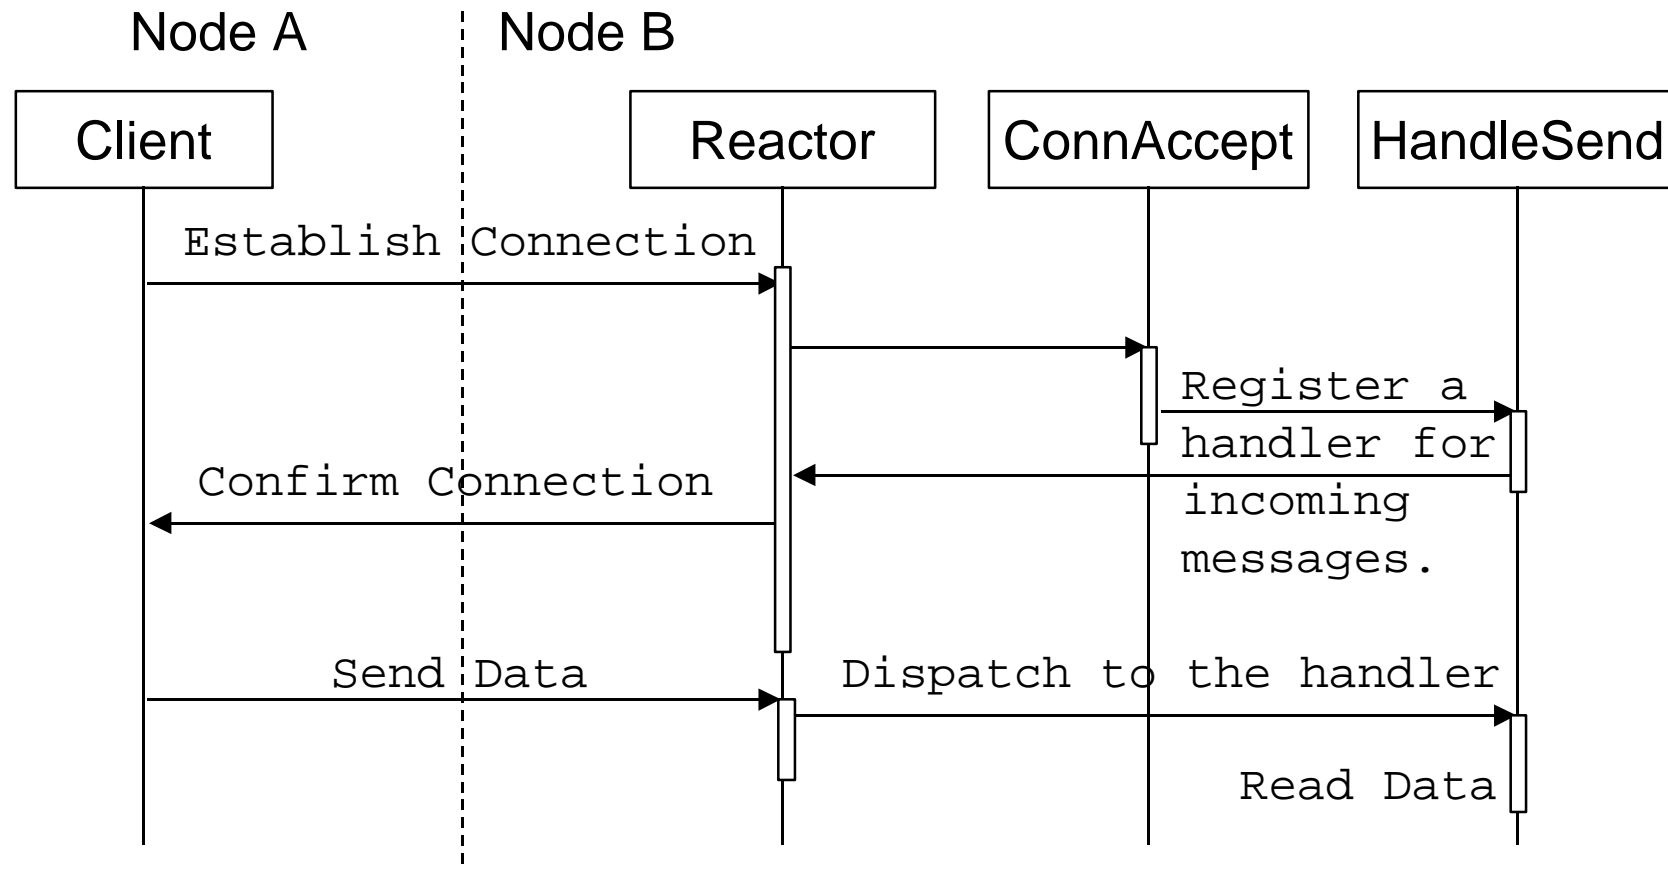 Node A
Node B
Client
Reactor
ConnAccept
HandleSend
Establish Connection
Register a
handler for
incoming
messages.
Confirm Connection
Send Data
Dispatch to the handler
Read Data